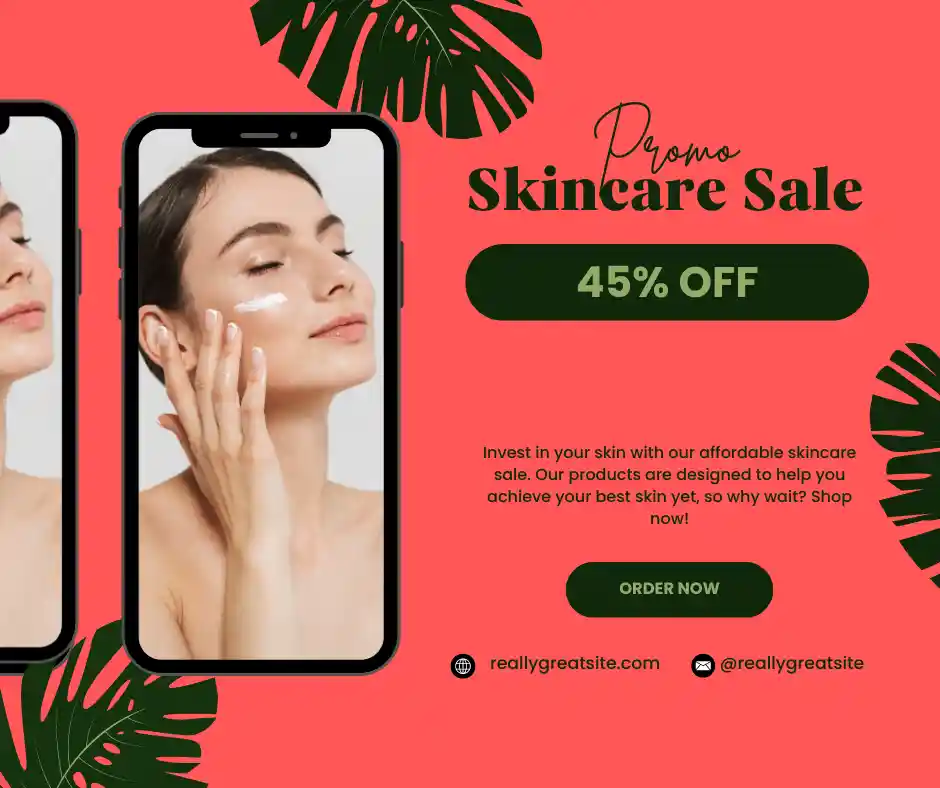 Promo
Skincare Sale
45% OFF
Invest in your skin with our affordable skincare
sale. Our products are designed to help you
achieve your best skin yet, so why wait? Shop
now!
ORDER NOW
reallygreatsite.com
@reallygreatsite